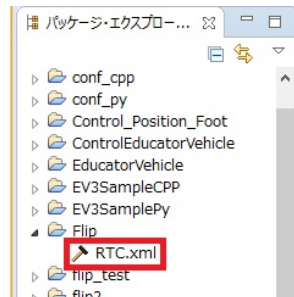 パッケージ・エクスプロー...
conf_cpp
conf_py
Control_Position_Foot
ControlEducatorVehicle
EducatorVehicle
EV3SampleCPP
EV3SamplePy
Flip
RTC.xml
flip_test
flip2